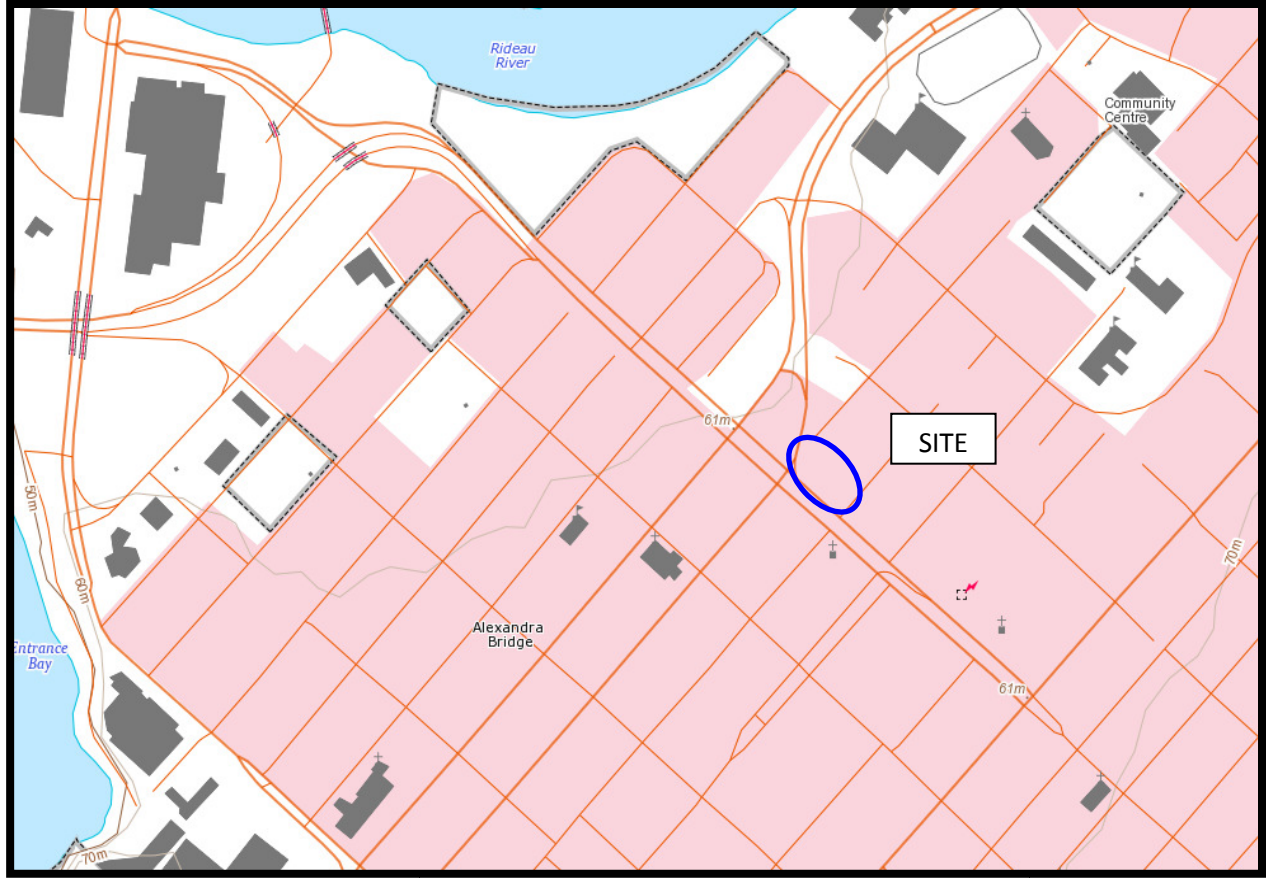 Rideau
River
Community
Centre
61m
SITE
50m
60m
70m
Alexandra
Bridge
Entrance
Bay
61m
70m